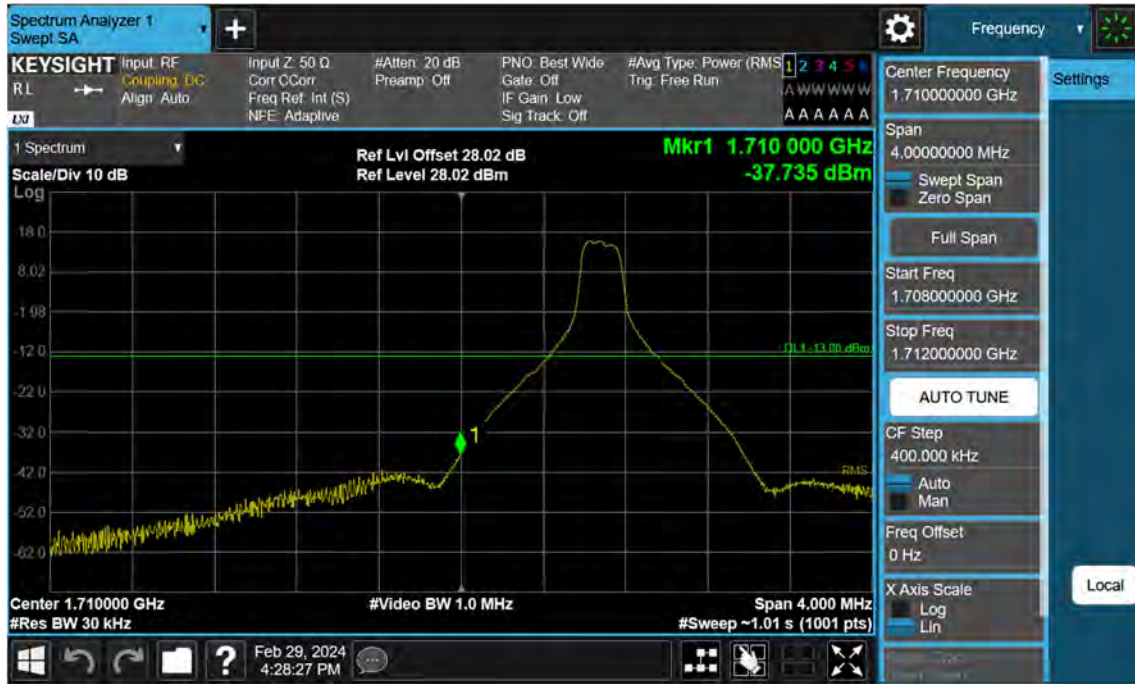 Spectrum Analyzer 1
Swept SA
+
Frequency
KEYSIGHT
RL
LXI
Input: RF
Coupling: DC
Align: Auto
Input Z: 50 Ω
Corr CCorr
Freq Ref: Int (S)
NFE: Adaptive
#Atten: 20 dB
Preamp: Off
PNO: Best Wide
Gate: Off
IF Gain: Low
Sig Track: Off
#Avg Type: Power (RMS
Trig: Free Run
1 2 3 4 5 6
A W W W W W
A A A A A A
1 Spectrum
Scale/Div 10 dB
Log
Ref Lvl Offset 28.02 dB
Ref Level 28.02 dBm
Mkr1 1.710 000 GHz
-37.735 dBm
18.0
8.02
-1.98
-12.0
-22.0
-32.0
-42.0
-52.0
-62.0
DL1 -13.00 dBm
1
RMS
Center 1.710000 GHz
#Res BW 30 kHz
#Video BW 1.0 MHz
Span 4.000 MHz
#Sweep ~1.01 s (1001 pts)
Center Frequency
1.710000000 GHz
Span
4.00000000 MHz
Swept Span
Zero Span
Full Span
Start Freq
1.708000000 GHz
Stop Freq
1.712000000 GHz
AUTO TUNE
CF Step
400.000 kHz
Auto
Man
Freq Offset
0 Hz
X Axis Scale
Log
Lin
Settings
Local
?
Feb 29, 2024
4:28:27 PM